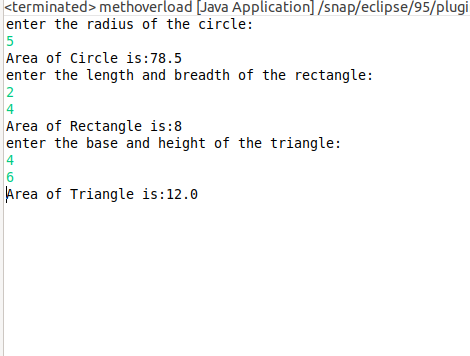 <terminated> methoverload [Java Application] /snap/eclipse/95/plugi
enter the radius of the circle:
5
Area of Circle is:78.5
enter the length and breadth of the rectangle:
2
4
Area of Rectangle is:8
enter the base and height of the triangle:
4
6
Area of Triangle is:12.0